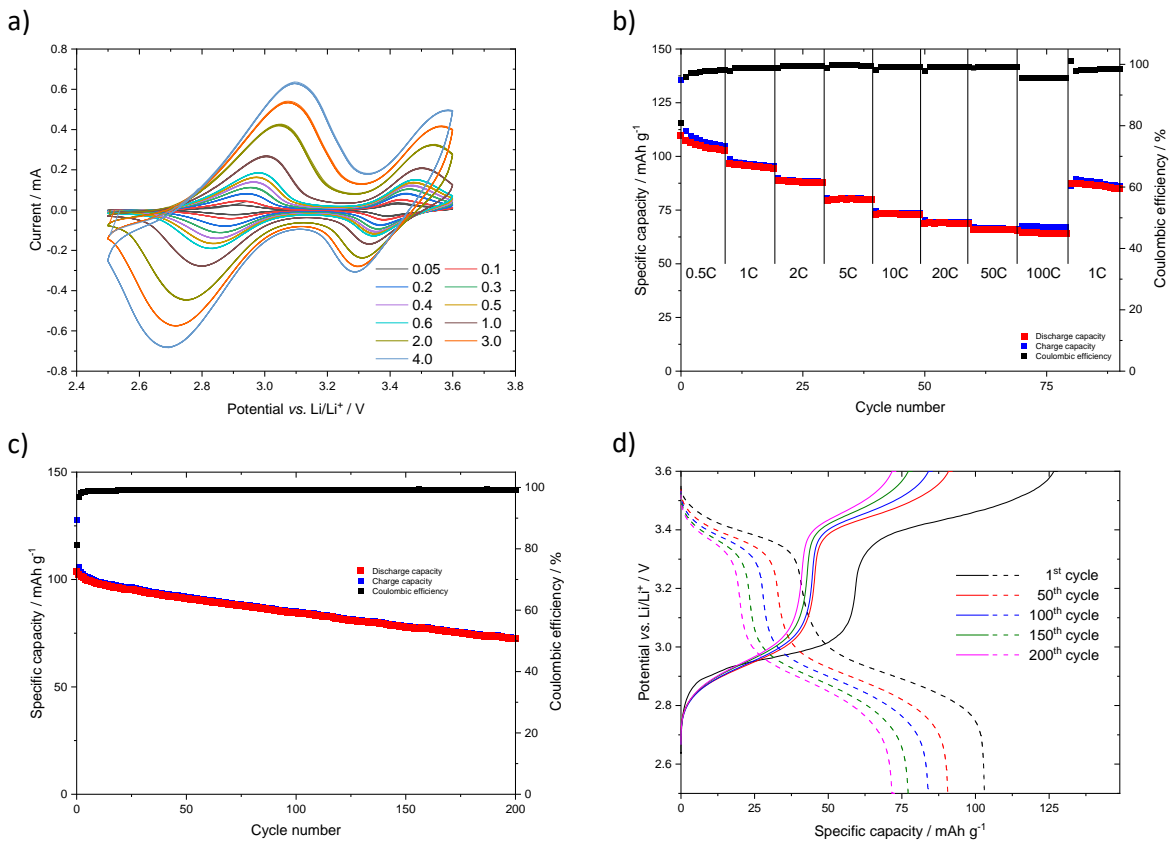 a)
0.8
0.6
0.4
0.2
0.0
-0.2
-0.4
-0.6
-0.8
Current / mA
2.4 2.6 2.8 3.0 3.2 3.4 3.6 3.8
Potential vs. Li/Li⁺ / V
0.05 0.1
0.2 0.3
0.4 0.5
0.6 1.0
2.0 3.0
4.0
b)
150
125
100
75
50
25
0
Specific capacity / mAh g⁻¹
100
80
60
40
20
0
Coulombic efficiency / %
0.5C 1C 2C 5C 10C 20C 50C 100C 1C
Discharge capacity
Charge capacity
Coulombic efficiency
0 25 50 75
Cycle number
c)
150
100
50
0
Specific capacity / mAh g⁻¹
100
80
60
40
20
0
Coulombic efficiency / %
Discharge capacity
Charge capacity
Coulombic efficiency
0 50 100 150 200
Cycle number
d)
3.6
3.4
3.2
3.0
2.8
2.6
Potential vs. Li/Li⁺ / V
1ˢᵗ cycle
50ᵗʰ cycle
100ᵗʰ cycle
150ᵗʰ cycle
200ᵗʰ cycle
0 25 50 75 100 125
Specific capacity / mAh g⁻¹